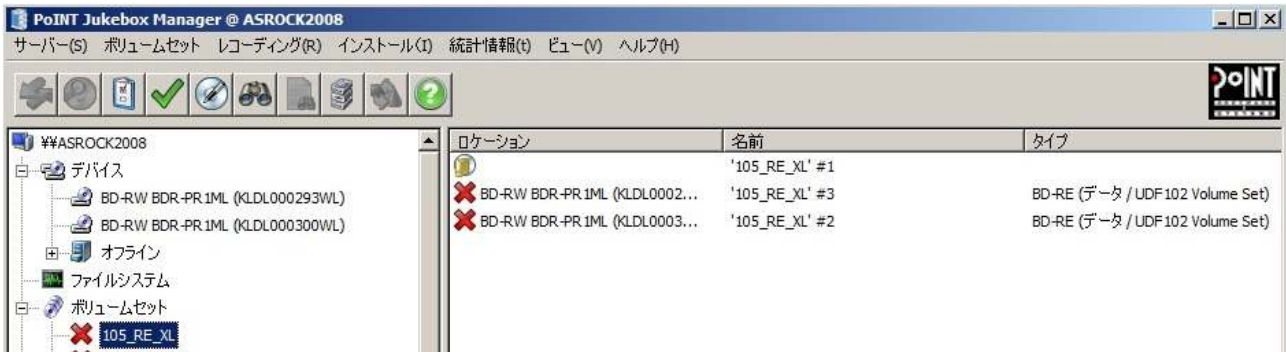 PoINT Jukebox Manager @ ASROCK2008
サーバー(S) ボリュームセット レコーディング(R) インストール(I) 統計情報(t) ビュー(V) ヘルプ(H)
PoINT
¥¥ASROCK2008
デバイス
BD-RW BDR-PR1ML (KLDL000293WL)
BD-RW BDR-PR1ML (KLDL000300WL)
オフライン
ファイルシステム
ボリュームセット
105_RE_XL
ロケーション 名前 タイプ
'105_RE_XL' #1
BD-RW BDR-PR1ML (KLDL0002... '105_RE_XL' #3 BD-RE (データ / UDF102 Volume Set)
BD-RW BDR-PR1ML (KLDL0003... '105_RE_XL' #2 BD-RE (データ / UDF102 Volume Set)